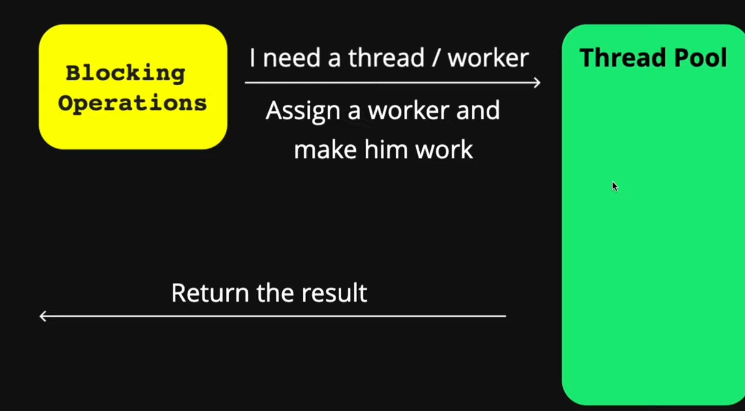 Blocking
Operations
I need a thread / worker
Assign a worker and
make him work
Thread Pool
Return the result